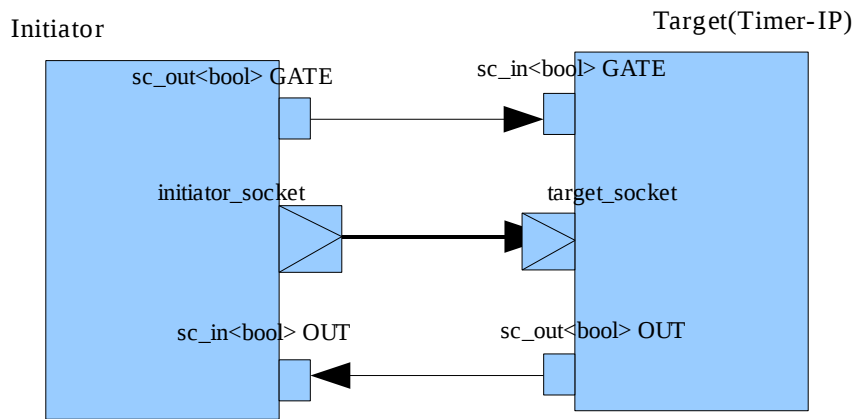 Initiator
Target(Timer-IP)
sc_out<bool> GATE
sc_in<bool> GATE
initiator_socket
target_socket
sc_in<bool> OUT
sc_out<bool> OUT